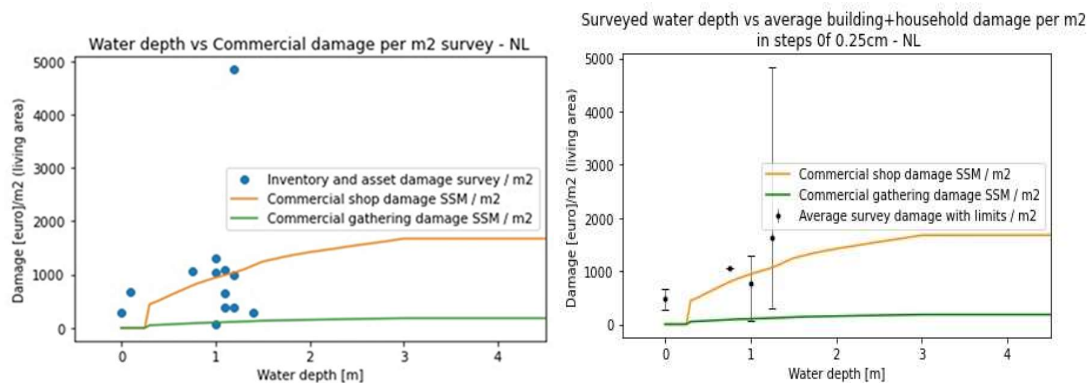 Water depth vs Commercial damage per m2 survey - NL
5000
4000
3000
2000
1000
0
Damage [euro]/m2 (living area)
Inventory and asset damage survey / m2
Commercial shop damage SSM / m2
Commercial gathering damage SSM / m2
0 1 2 3 4
Water depth [m]
Surveyed water depth vs average building+household damage per m2
in steps 0f 0.25cm - NL
5000
4000
3000
2000
1000
0
Damage [euro]/m2 (living area)
Commercial shop damage SSM / m2
Commercial gathering damage SSM / m2
Average survey damage with limits / m2
0 1 2 3 4
Water depth [m]